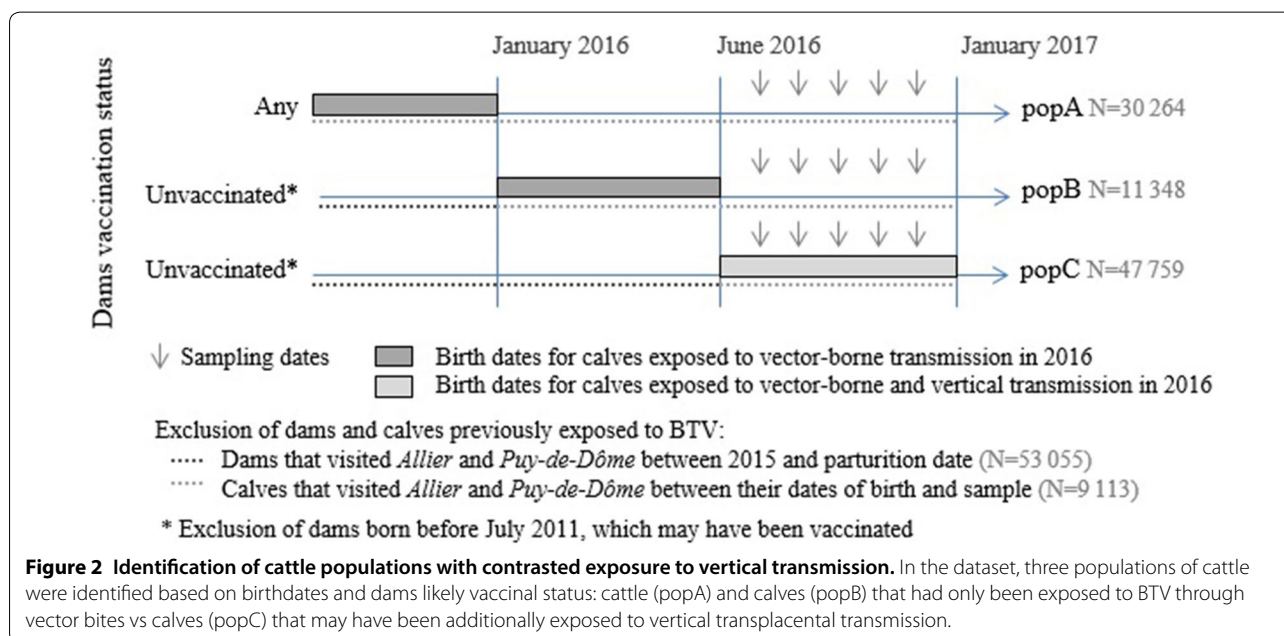 January 2016 June 2016 January 2017
Dams vaccination status
Any popA N=30 264
Unvaccinated* popB N=11 348
Unvaccinated* popC N=47 759
Sampling dates Birth dates for calves exposed to vector-borne transmission in 2016
Birth dates for calves exposed to vector-borne and vertical transmission in 2016
Exclusion of dams and calves previously exposed to BTV:
Dams that visited Allier and Puy-de-Dôme between 2015 and parturition date (N=53 055)
Calves that visited Allier and Puy-de-Dôme between their dates of birth and sample (N=9 113)
* Exclusion of dams born before July 2011, which may have been vaccinated
Figure 2 Identification of cattle populations with contrasted exposure to vertical transmission. In the dataset, three populations of cattle
were identified based on birthdates and dams likely vaccinal status: cattle (popA) and calves (popB) that had only been exposed to BTV through
vector bites vs calves (popC) that may have been additionally exposed to vertical transplacental transmission.